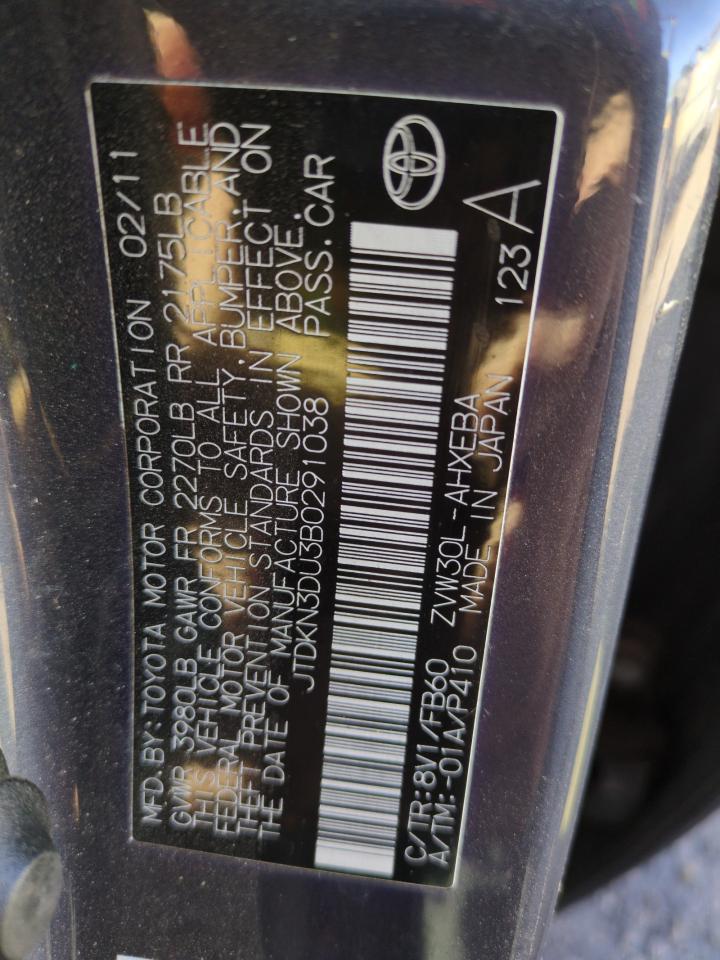 MFD. BY: TOYOTA MOTOR CORPORATION 02/11
GVWR 3980LB GAWR FR 2270LB RR 2175LB
THIS VEHICLE CONFORMS TO ALL APPLICABLE
FEDERAL MOTOR VEHICLE SAFETY, BUMPER, AND
THEFT PREVENTION STANDARDS IN EFFECT ON
THE DATE OF MANUFACTURE SHOWN ABOVE.
JTDKN3DU3B0291038 PASS.CAR
C/TR:8V1/FB60 ZVW30L-AHXEBA
A/TM:-01A/P410 MADE IN JAPAN 123 A